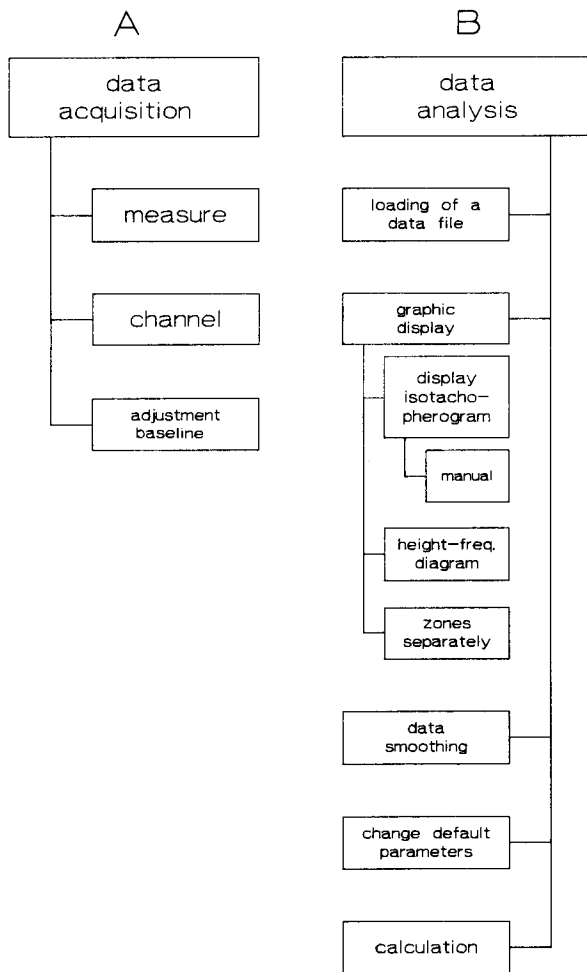 A
data
acquisition
measure
channel
adjustment
baseline
B
data
analysis
loading of a
data file
graphic
display
display
isotacho-
pherogram
manual
height-freq.
diagram
zones
separately
data
smoothing
change default
parameters
calculation